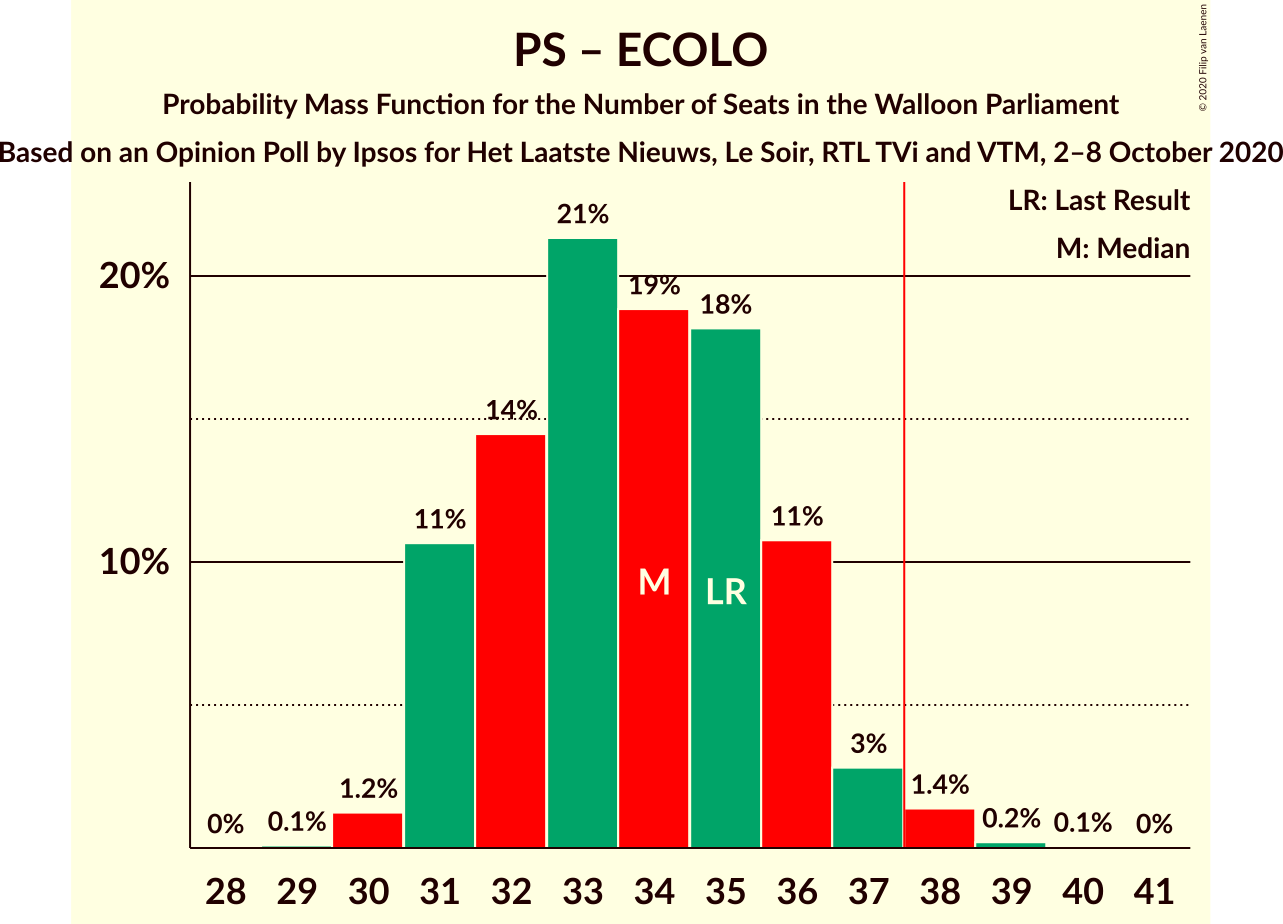 PS – ECOLO
Probability Mass Function for the Number of Seats in the Walloon Parliament
Based on an Opinion Poll by Ipsos for Het Laatste Nieuws, Le Soir, RTL TVi and VTM, 2–8 October 2020
© 2020 Filip van Laenen
LR: Last Result
M: Median
20%
10%
0%
0.1%
1.2%
11%
14%
21%
19%
18%
11%
3%
1.4%
0.2%
0.1%
0%
M
LR
28 29 30 31 32 33 34 35 36 37 38 39 40 41